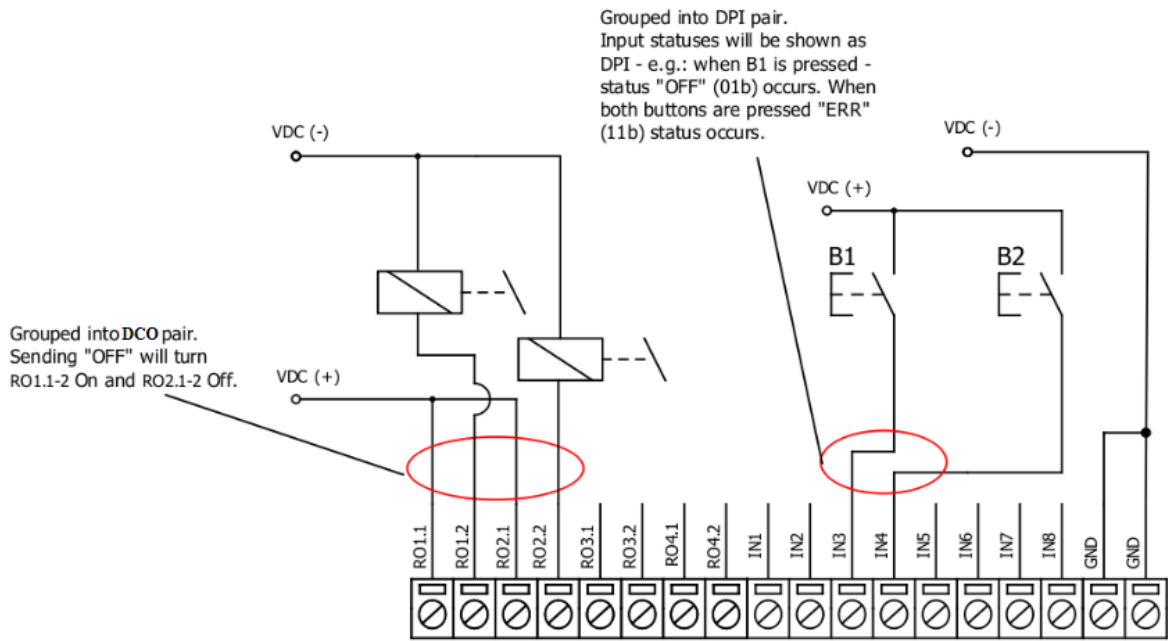 Grouped into DPI pair.
Input statuses will be shown as
DPI - e.g.: when B1 is pressed -
status "OFF" (01b) occurs. When
both buttons are pressed "ERR"
(11b) status occurs.
VDC (-)
VDC (-)
VDC (+)
B1
B2
Grouped into DCO pair.
Sending "OFF" will turn
RO1.1-2 On and RO2.1-2 Off.
VDC (+)
RO1.1
RO1.2
RO2.1
RO2.2
RO3.1
RO3.2
RO4.1
RO4.2
IN1
IN2
IN3
IN4
IN5
IN6
IN7
IN8
GND
GND